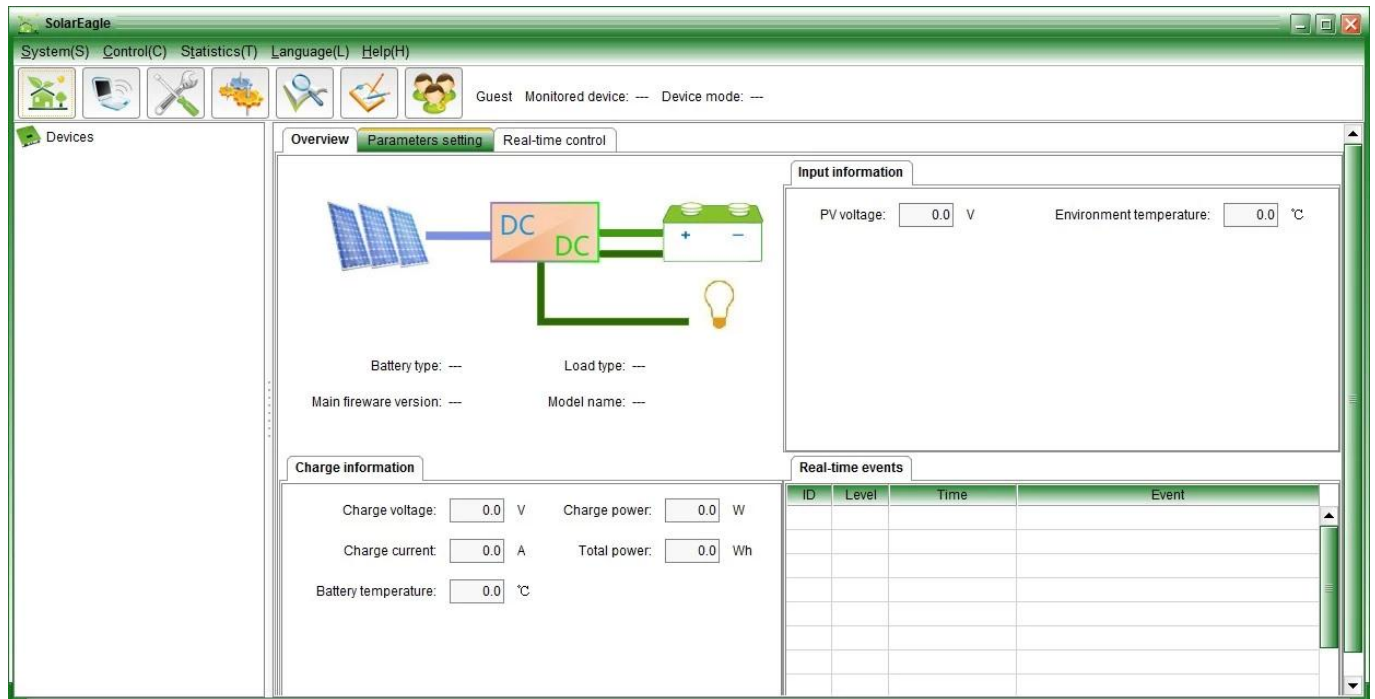 SolarEagle
System(S) Control(C) Statistics(T) Language(L) Help(H)
Guest Monitored device: --- Device mode: ---
Devices
Overview Parameters setting Real-time control
DC
DC
+ −
Battery type: --- Load type: ---
Main fireware version: --- Model name: ---
Input information
PV voltage: 0.0 V Environment temperature: 0.0 ℃
Charge information
Charge voltage: 0.0 V Charge power: 0.0 W
Charge current: 0.0 A Total power: 0.0 Wh
Battery temperature: 0.0 ℃
Real-time events
ID Level Time Event